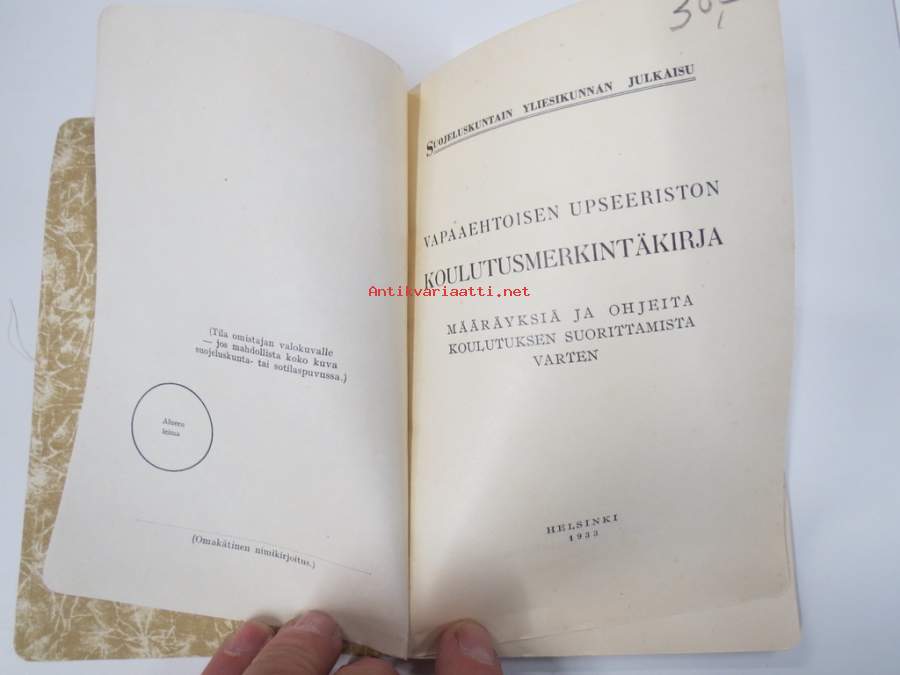 (Tila omistajan valokuvalle
— jos mahdollista koko kuva
suojeluskunta- tai sotilaspuvussa.)
Alueen
leima
(Omakätinen nimikirjoitus.)
30,-
SUOJELUSKUNTAIN YLIESIKUNNAN JULKAISU
VAPAAEHTOISEN UPSEERISTON
KOULUTUSMERKINTÄKIRJA
Antikvariaatti.net
MÄÄRÄYKSIÄ JA OHJEITA
KOULUTUKSEN SUORITTAMISTA
VARTEN
HELSINKI
1933